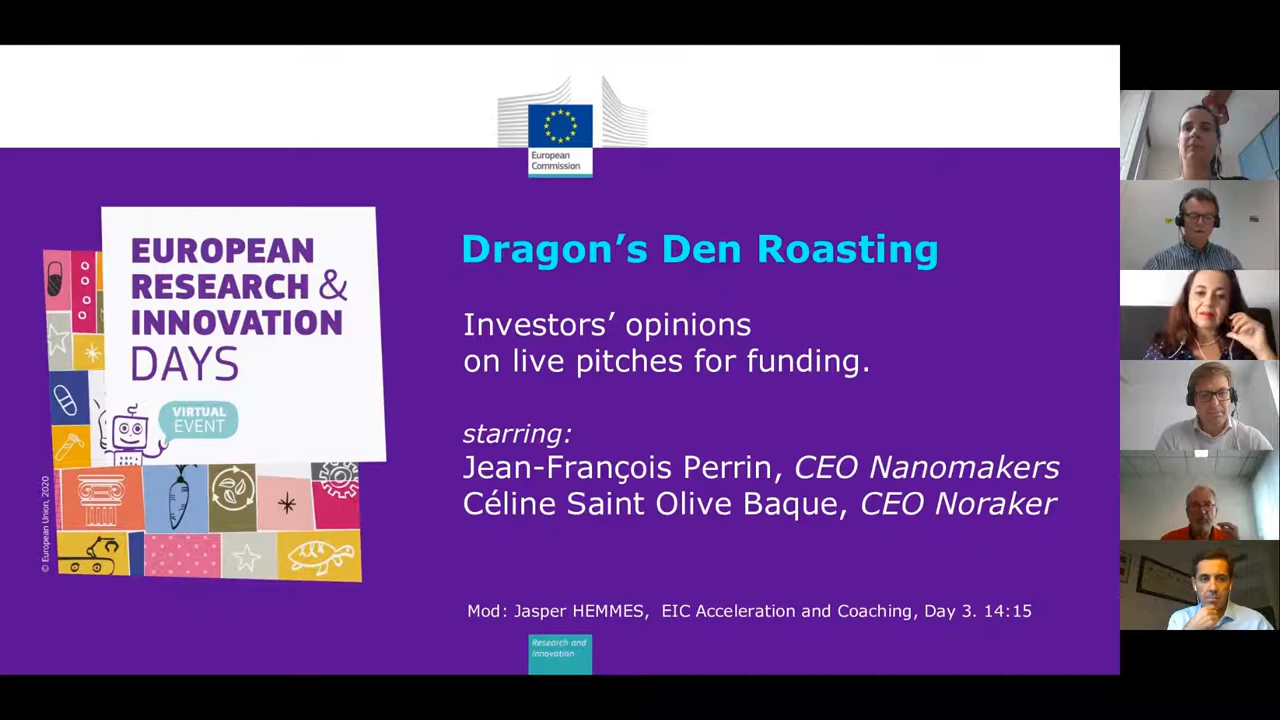 European
Commission
EUROPEAN
RESEARCH &
INNOVATION
DAYS
VIRTUAL
EVENT
© European Union, 2020
Dragon's Den Roasting
Investors' opinions
on live pitches for funding.
starring:
Jean-François Perrin, CEO Nanomakers
Céline Saint Olive Baque, CEO Noraker
Mod: Jasper HEMMES, EIC Acceleration and Coaching, Day 3. 14:15
Research and
Innovation